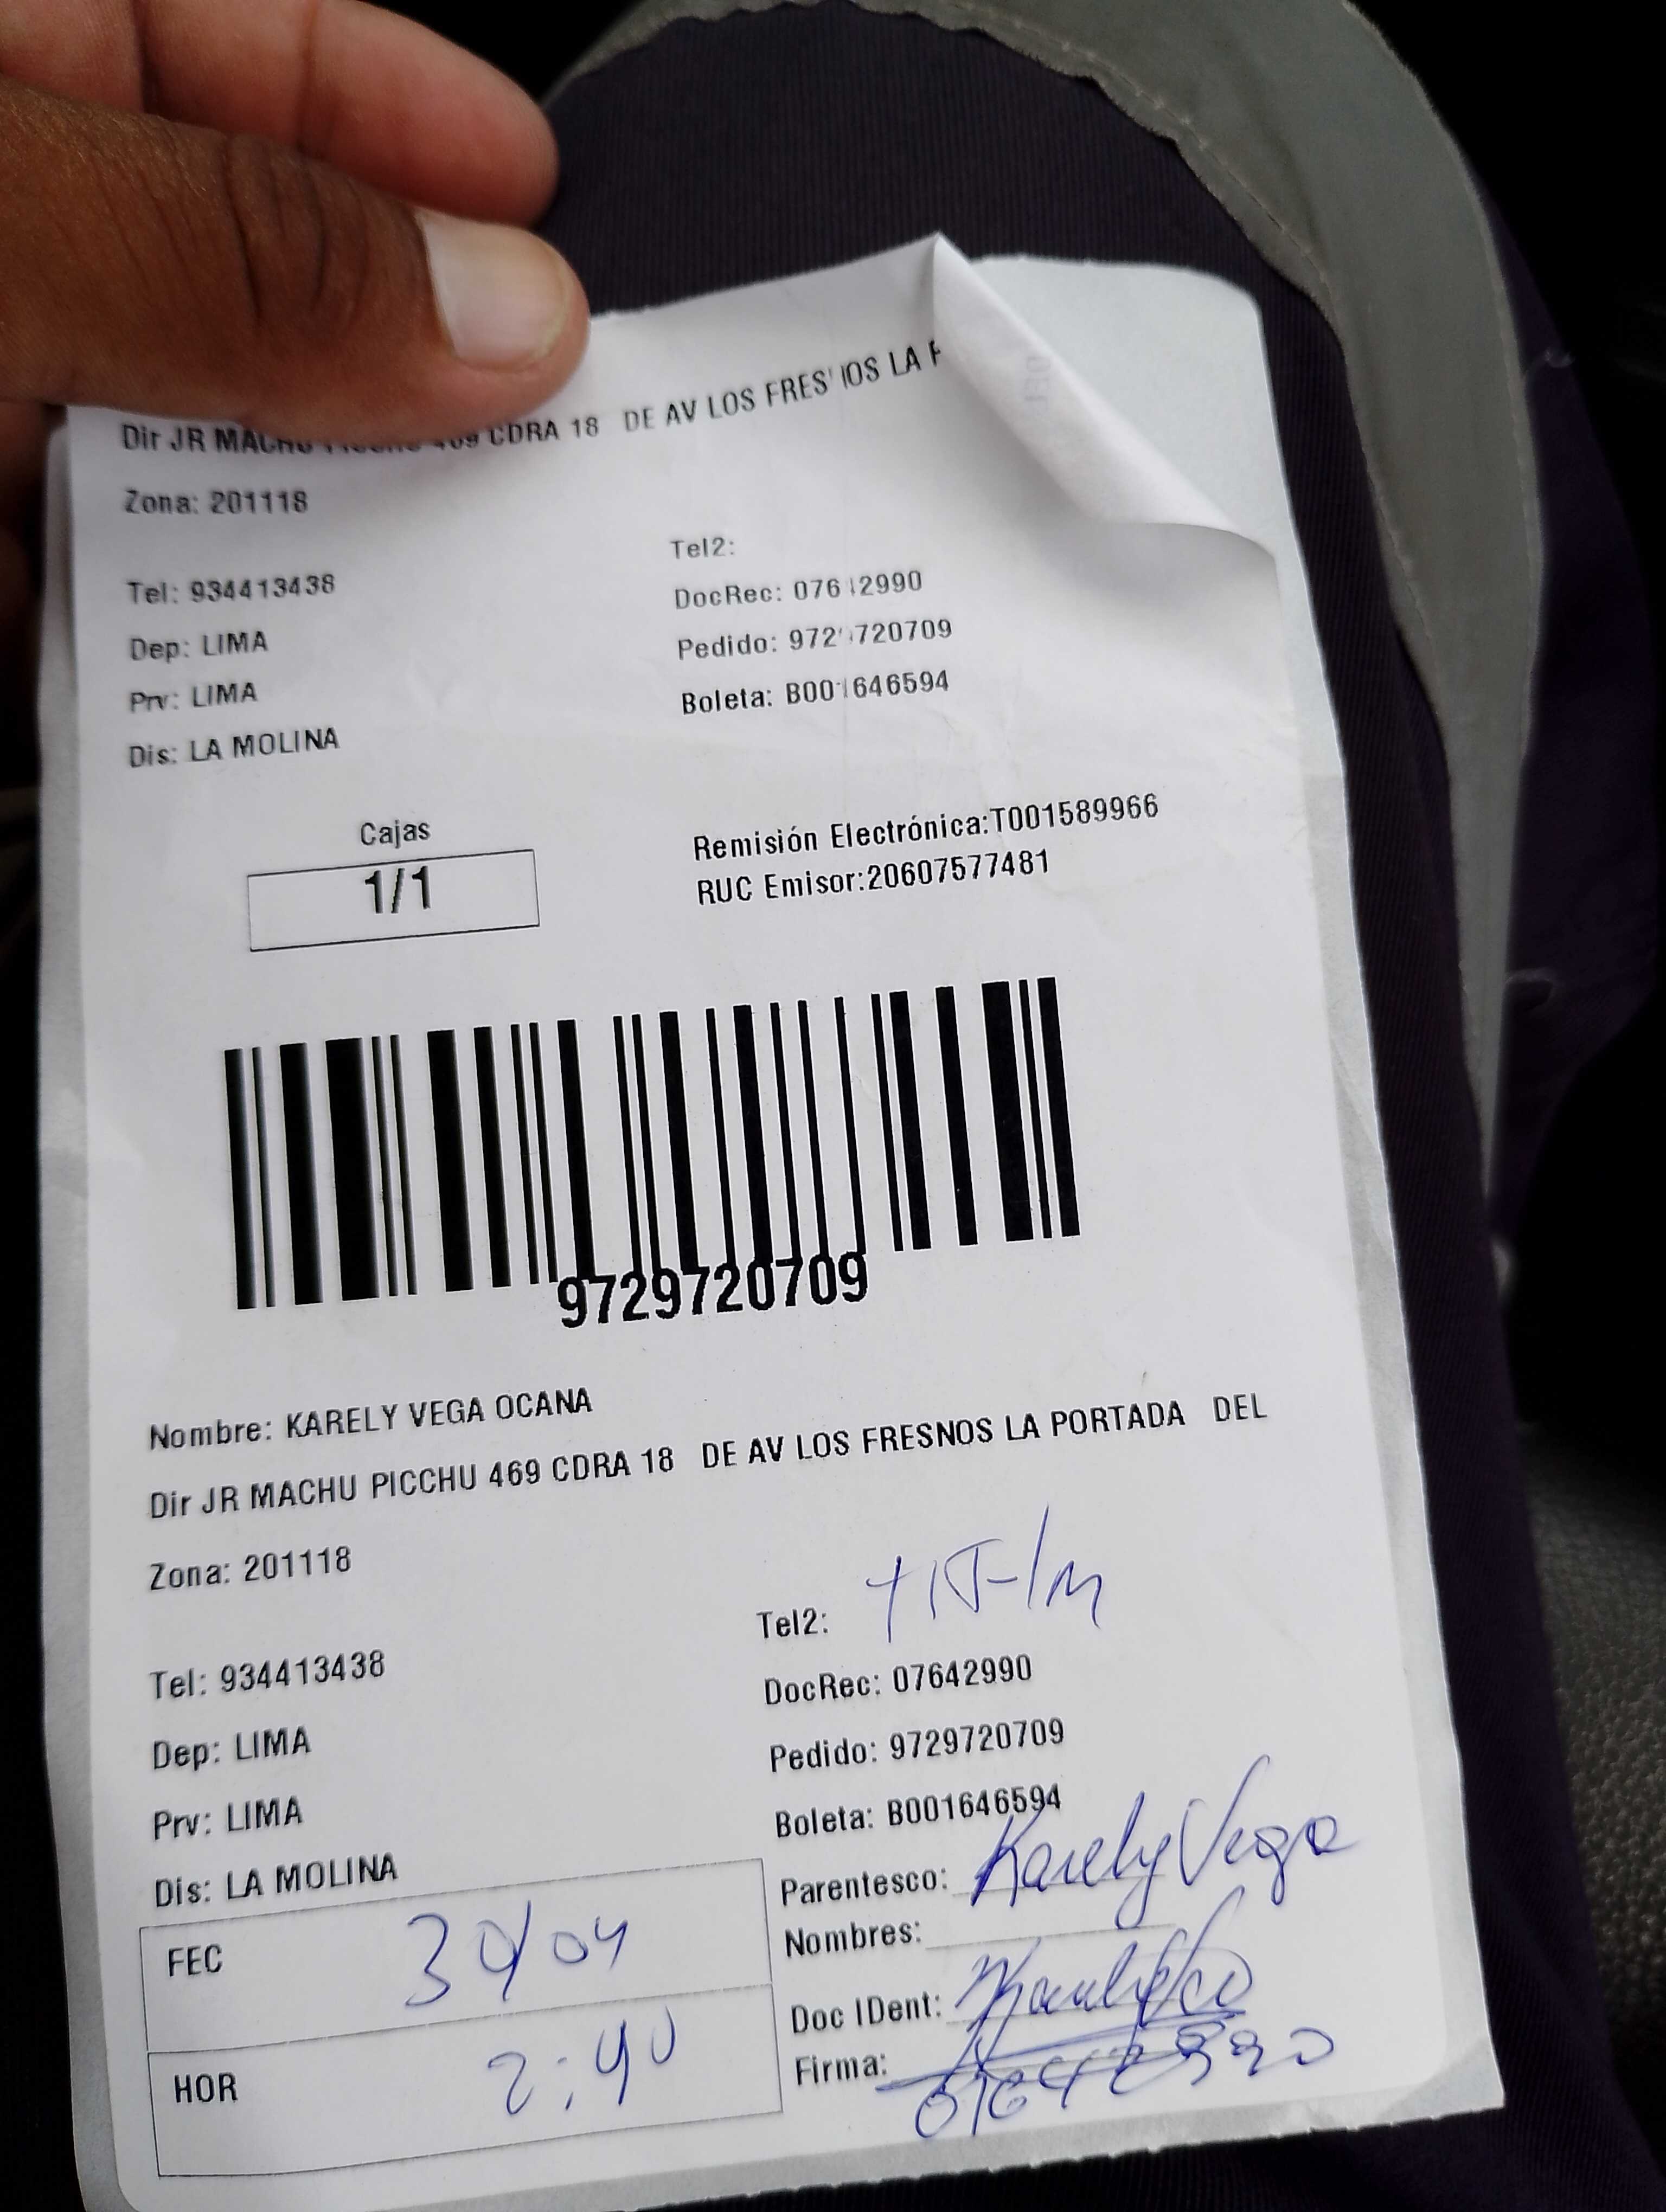 Dir JR MACHU PICCHU 469 CDRA 18 DE AV LOS FRESNOS LA P
Zona: 201118
Tel2:
Tel: 934413438
DocRec: 07642990
Dep: LIMA
Pedido: 9729720709
Prv: LIMA
Boleta: B001646594
Dis: LA MOLINA
Cajas
1/1
Remisión Electrónica:T001589966
RUC Emisor:20607577481
9729720709
Nombre: KARELY VEGA OCANA
Dir JR MACHU PICCHU 469 CDRA 18 DE AV LOS FRESNOS LA PORTADA DEL
Zona: 201118
Tel2:
Tel: 934413438
DocRec: 07642990
Dep: LIMA
Pedido: 9729720709
Prv: LIMA
Boleta: B001646594
Dis: LA MOLINA
Parentesco: Karely Vega
Nombres:
FEC 30/04
Doc IDent:
Firma: 07642990
HOR 2:40